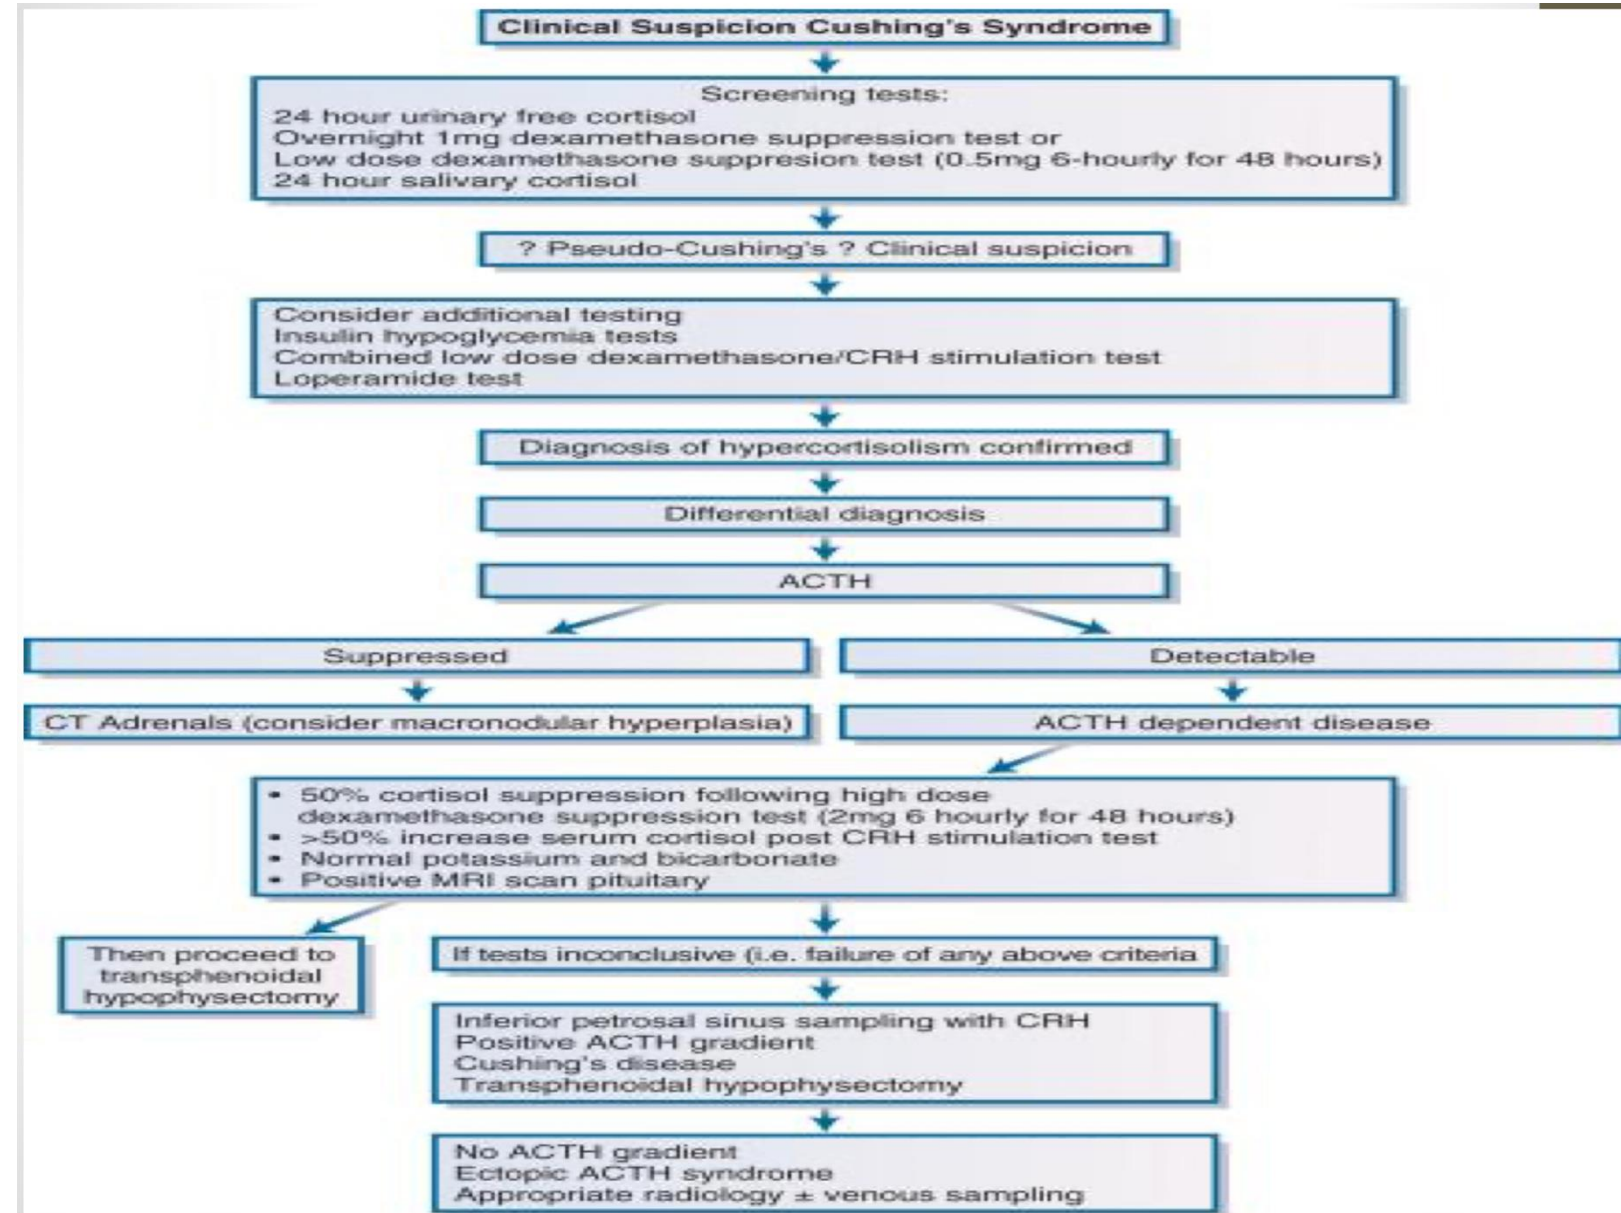 Clinical Suspicion Cushing's Syndrome
Screening tests:
24 hour urinary free cortisol
Overnight 1mg dexamethasone suppression test or
Low dose dexamethasone suppresion test (0.5mg 6-hourly for 48 hours)
24 hour salivary cortisol
? Pseudo-Cushing's ? Clinical suspicion
Consider additional testing
Insulin hypoglycemia tests
Combined low dose dexamethasone/CRH stimulation test
Loperamide test
Diagnosis of hypercortisolism confirmed
Differential diagnosis
ACTH
Suppressed
Detectable
CT Adrenals (consider macronodular hyperplasia)
ACTH dependent disease
• 50% cortisol suppression following high dose
dexamethasone suppression test (2mg 6 hourly for 48 hours)
• >50% increase serum cortisol post CRH stimulation test
• Normal potassium and bicarbonate
• Positive MRI scan pituitary
Then proceed to
transphenoidal
hypophysectomy
If tests inconclusive (i.e. failure of any above criteria
Inferior petrosal sinus sampling with CRH
Positive ACTH gradient
Cushing's disease
Transphenoidal hypophysectomy
No ACTH gradient
Ectopic ACTH syndrome
Appropriate radiology ± venous sampling